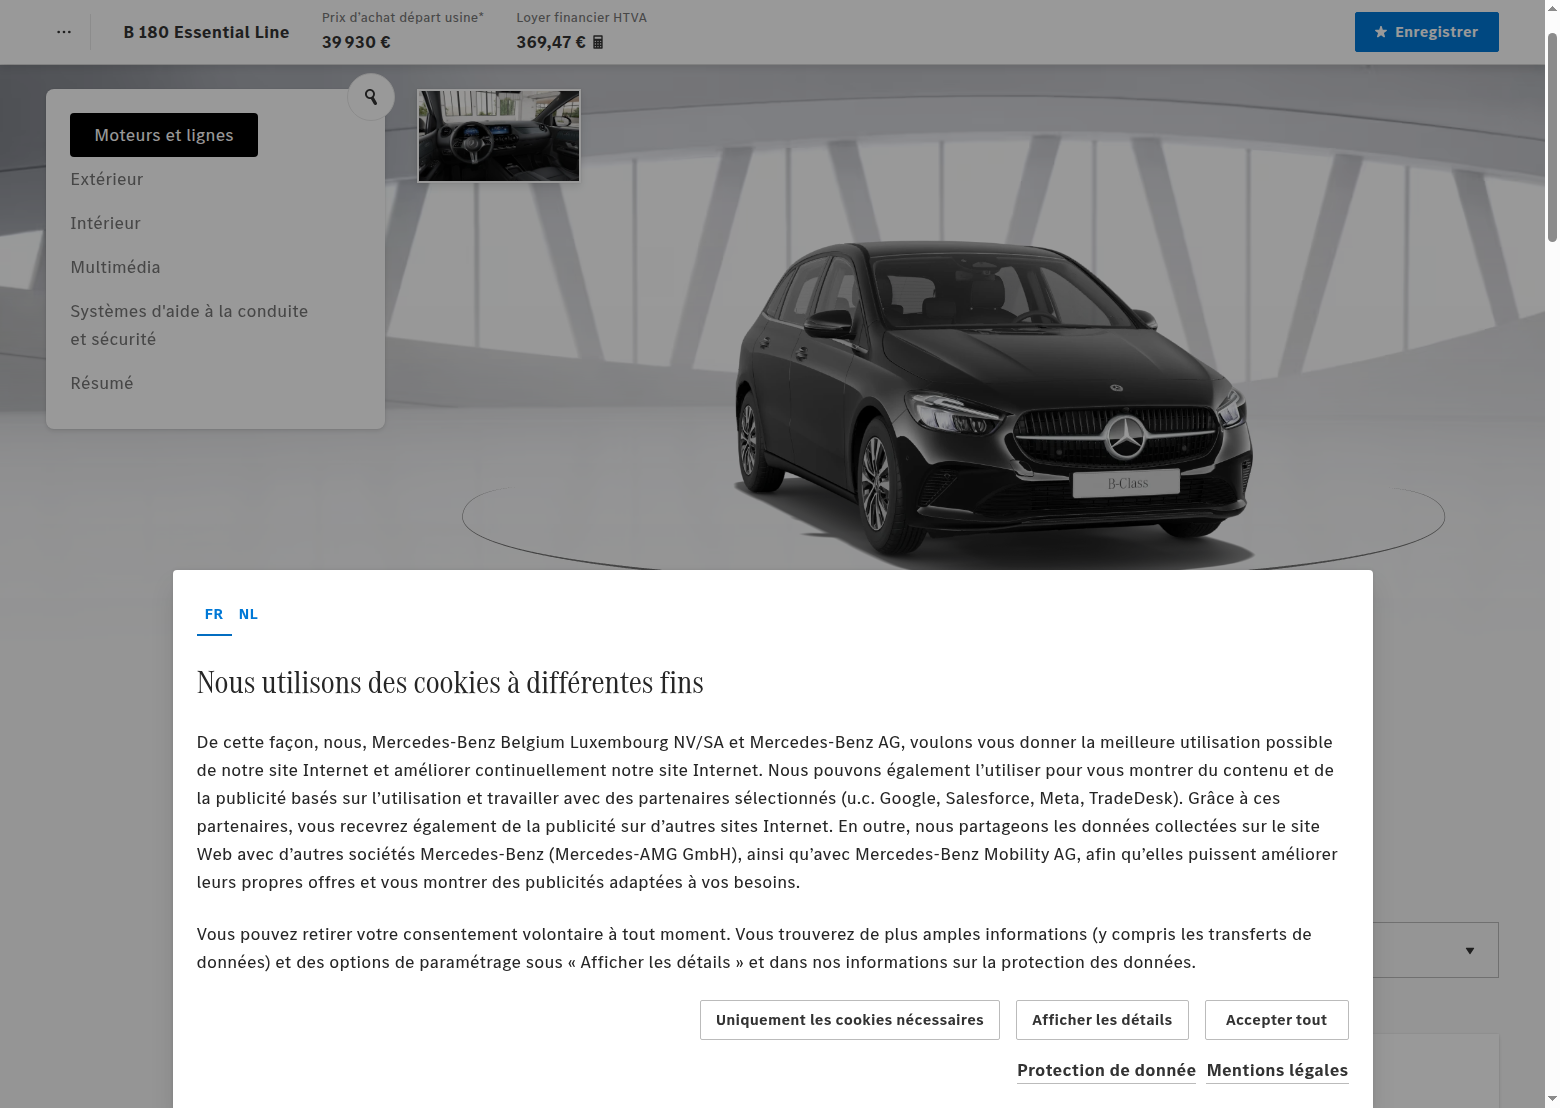 ...
B 180 Essential Line
Prix d'achat départ usine*
39 930 €
Loyer financier HTVA
369,47 €
Enregistrer
Moteurs et lignes
Extérieur
Intérieur
Multimédia
Systèmes d'aide à la conduite
et sécurité
Résumé
B-Class
FR NL
Nous utilisons des cookies à différentes fins
De cette façon, nous, Mercedes-Benz Belgium Luxembourg NV/SA et Mercedes-Benz AG, voulons vous donner la meilleure utilisation possible
de notre site Internet et améliorer continuellement notre site Internet. Nous pouvons également l’utiliser pour vous montrer du contenu et de
la publicité basés sur l’utilisation et travailler avec des partenaires sélectionnés (u.c. Google, Salesforce, Meta, TradeDesk). Grâce à ces
partenaires, vous recevrez également de la publicité sur d’autres sites Internet. En outre, nous partageons les données collectées sur le site
Web avec d’autres sociétés Mercedes-Benz (Mercedes-AMG GmbH), ainsi qu’avec Mercedes-Benz Mobility AG, afin qu’elles puissent améliorer
leurs propres offres et vous montrer des publicités adaptées à vos besoins.
Vous pouvez retirer votre consentement volontaire à tout moment. Vous trouverez de plus amples informations (y compris les transferts de
données) et des options de paramétrage sous « Afficher les détails » et dans nos informations sur la protection des données.
Uniquement les cookies nécessaires
Afficher les détails
Accepter tout
Protection de donnée
Mentions légales